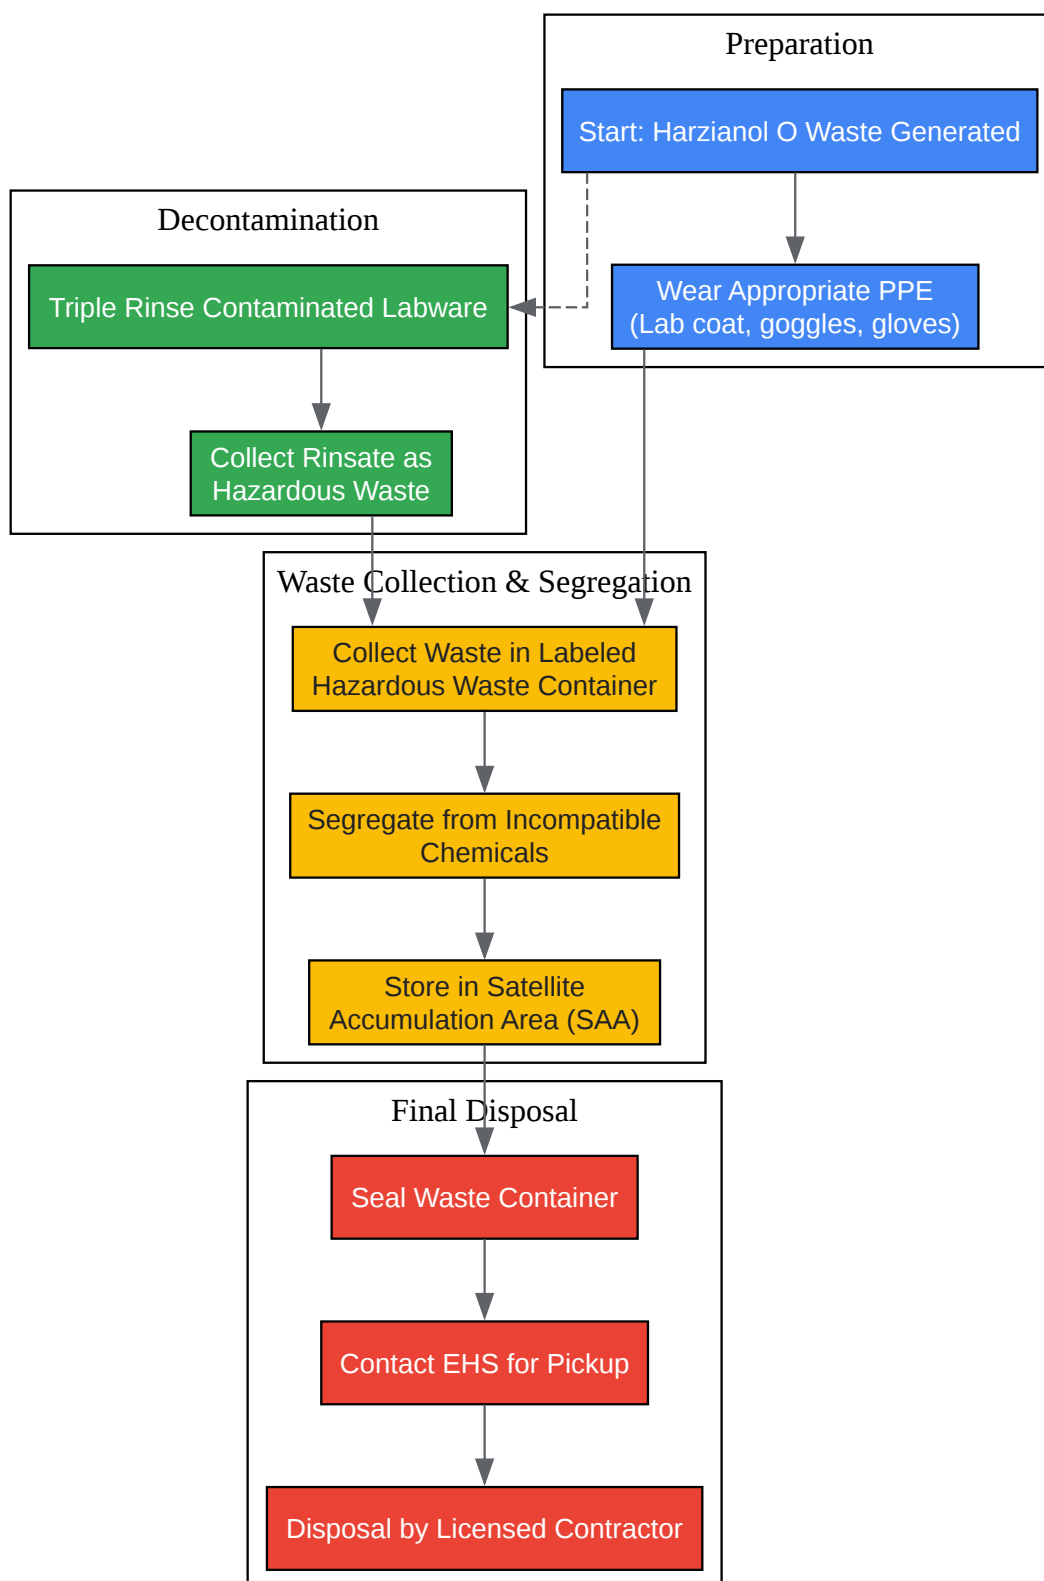 Preparation
Start: Harzianol O Waste Generated
Wear Appropriate PPE
(Lab coat, goggles, gloves)
Decontamination
Triple Rinse Contaminated Labware
Collect Rinsate as
Hazardous Waste
Waste Collection & Segregation
Collect Waste in Labeled
Hazardous Waste Container
Segregate from Incompatible
Chemicals
Store in Satellite
Accumulation Area (SAA)
Final Disposal
Seal Waste Container
Contact EHS for Pickup
Disposal by Licensed Contractor